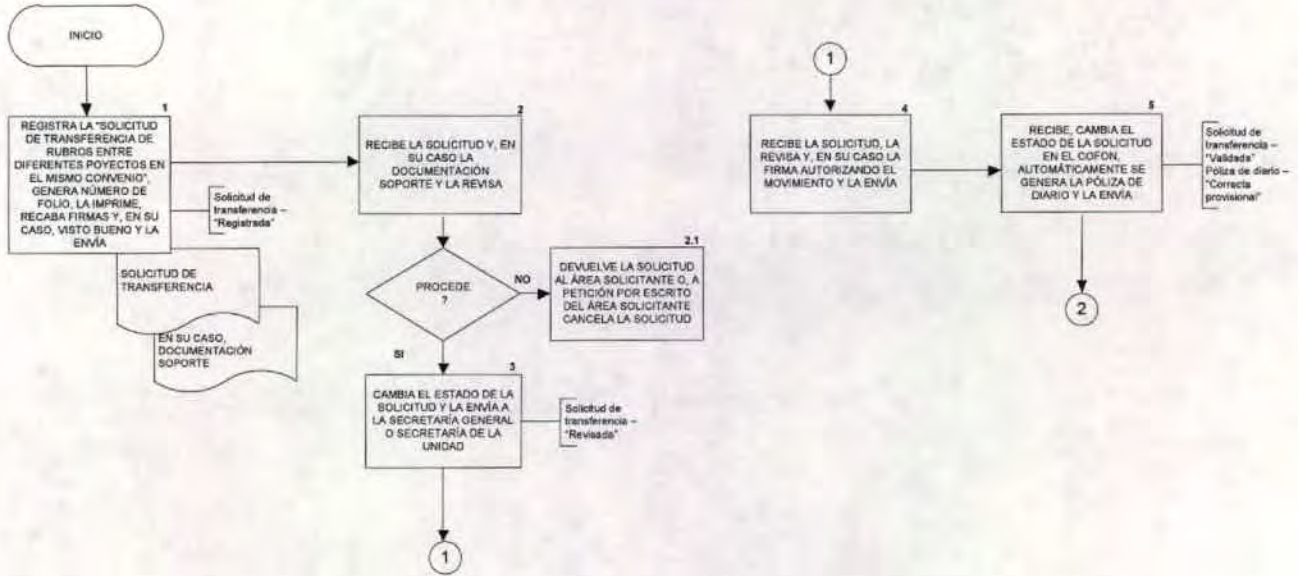 INICIO
1
REGISTRA LA "SOLICITUD
DE TRANSFERENCIA DE
RUBROS ENTRE
DIFERENTES POYECTOS EN
EL MISMO CONVENIO",
GENERA NÚMERO DE
FOLIO, LA IMPRIME,
RECABA FIRMAS Y, EN SU
CASO, VISTO BUENO Y LA
ENVÍA
Solicitud de
transferencia –
"Registrada"
SOLICITUD DE
TRANSFERENCIA
EN SU CASO,
DOCUMENTACIÓN
SOPORTE
2
RECIBE LA SOLICITUD Y, EN
SU CASO LA
DOCUMENTACIÓN
SOPORTE Y LA REVISA
PROCEDE
?
NO
2.1
DEVUELVE LA SOLICITUD
AL ÁREA SOLICITANTE O, A
PETICIÓN POR ESCRITO
DEL ÁREA SOLICITANTE
CANCELA LA SOLICITUD
SI
3
CAMBIA EL ESTADO DE LA
SOLICITUD Y LA ENVÍA A
LA SECRETARÍA GENERAL
O SECRETARÍA DE LA
UNIDAD
Solicitud de
transferencia –
"Revisada"
1
1
4
RECIBE LA SOLICITUD, LA
REVISA Y, EN SU CASO LA
FIRMA AUTORIZANDO EL
MOVIMIENTO Y LA ENVÍA
5
RECIBE, CAMBIA EL
ESTADO DE LA SOLICITUD
EN EL COFON,
AUTOMÁTICAMENTE SE
GENERA LA PÓLIZA DE
DIARIO Y LA ENVÍA
Solicitud de
transferencia –
"Validada"
Póliza de diario –
"Correcta
provisional"
2